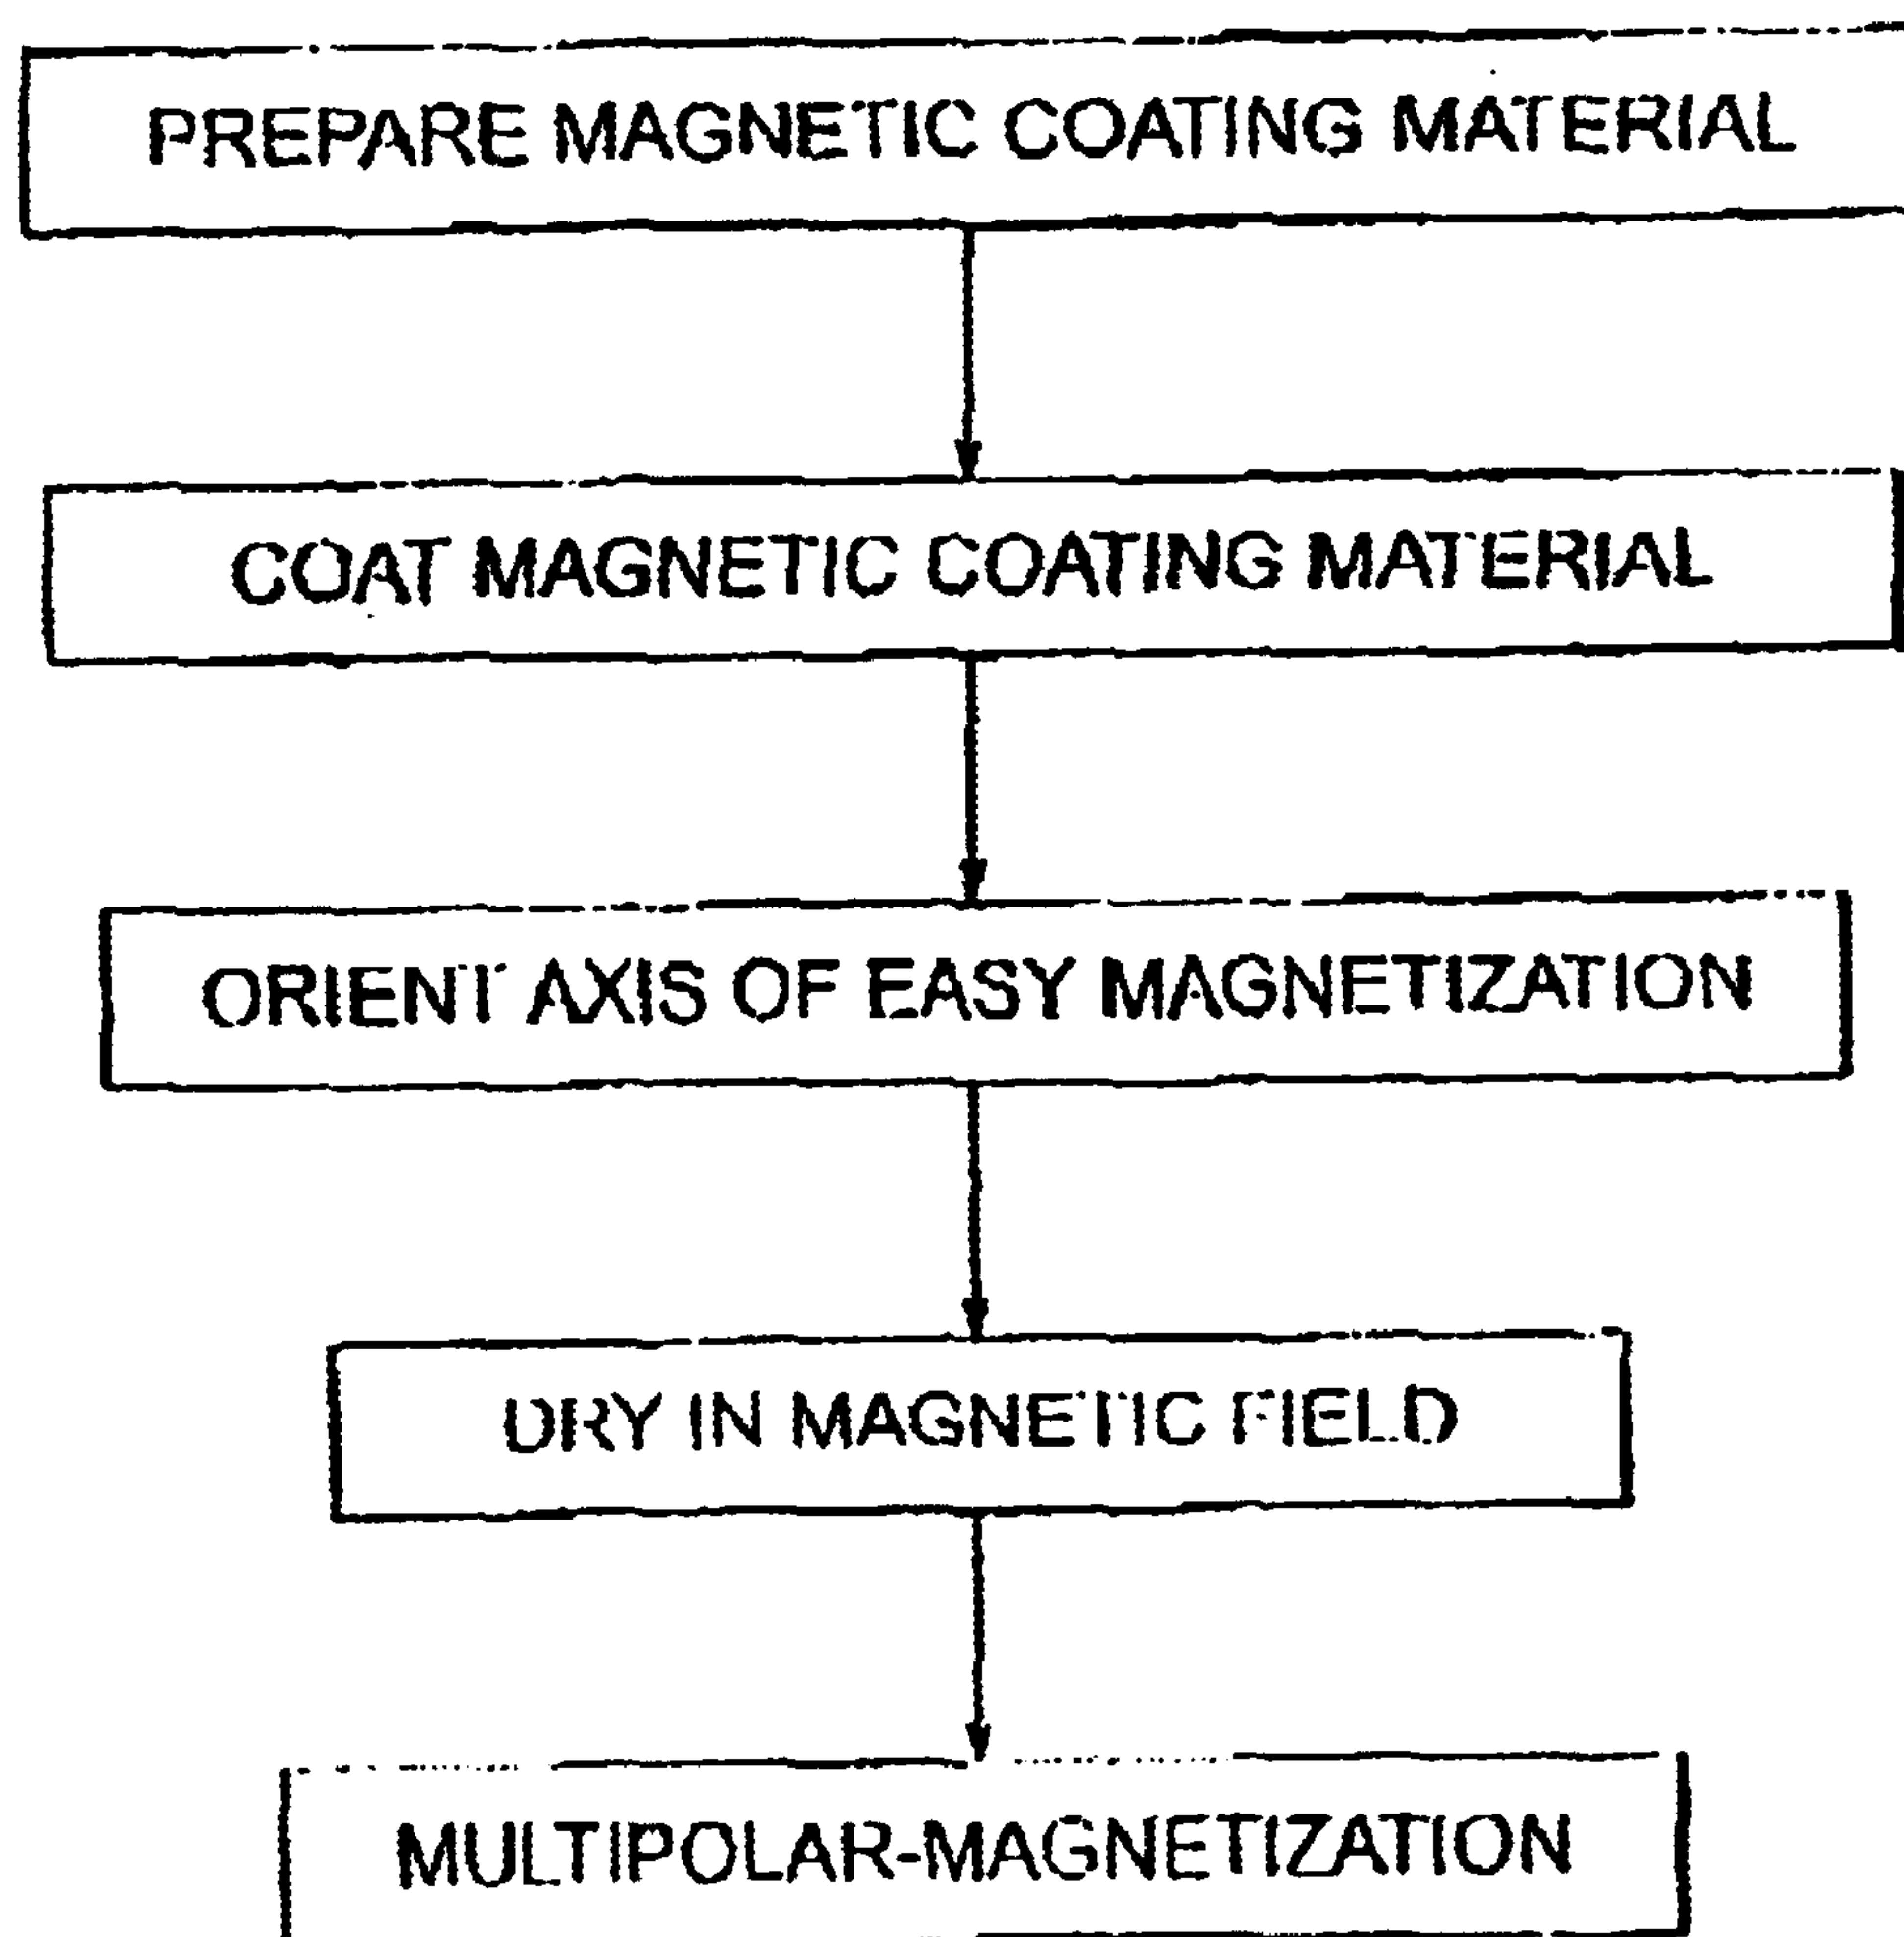 PREPARE MAGNETIC COATING MATERIAL
COAT MAGNETIC COATING MATERIAL
ORIENT AXIS OF EASY MAGNETIZATION
DRY IN MAGNETIC FIELD
MULTIPOLAR-MAGNETIZATION